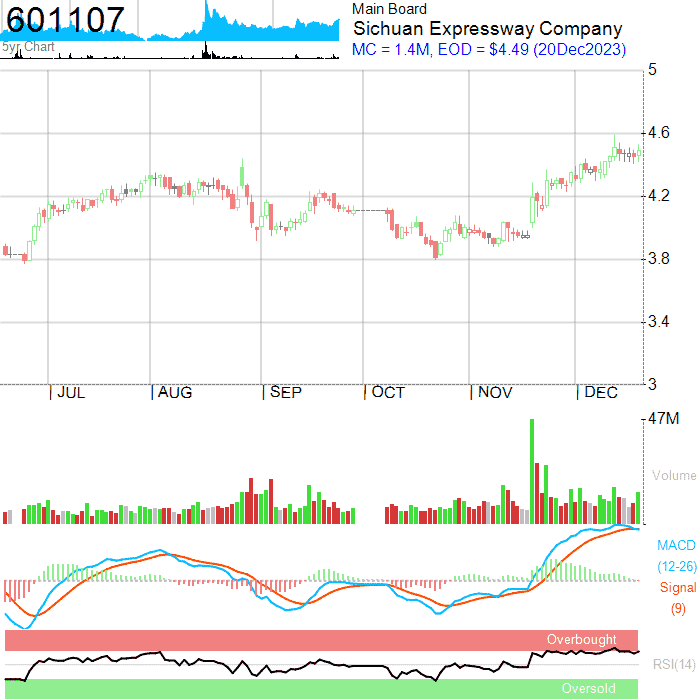 601107
5yr Chart
Main Board
Sichuan Expressway Company
MC = 1.4M, EOD = $4.49 (20Dec2023)
5
4.6
4.2
3.8
3.4
3
JUL
AUG
SEP
OCT
NOV
DEC
47M
Volume
MACD
(12-26)
Signal
(9)
Overbought
RSI(14)
Oversold